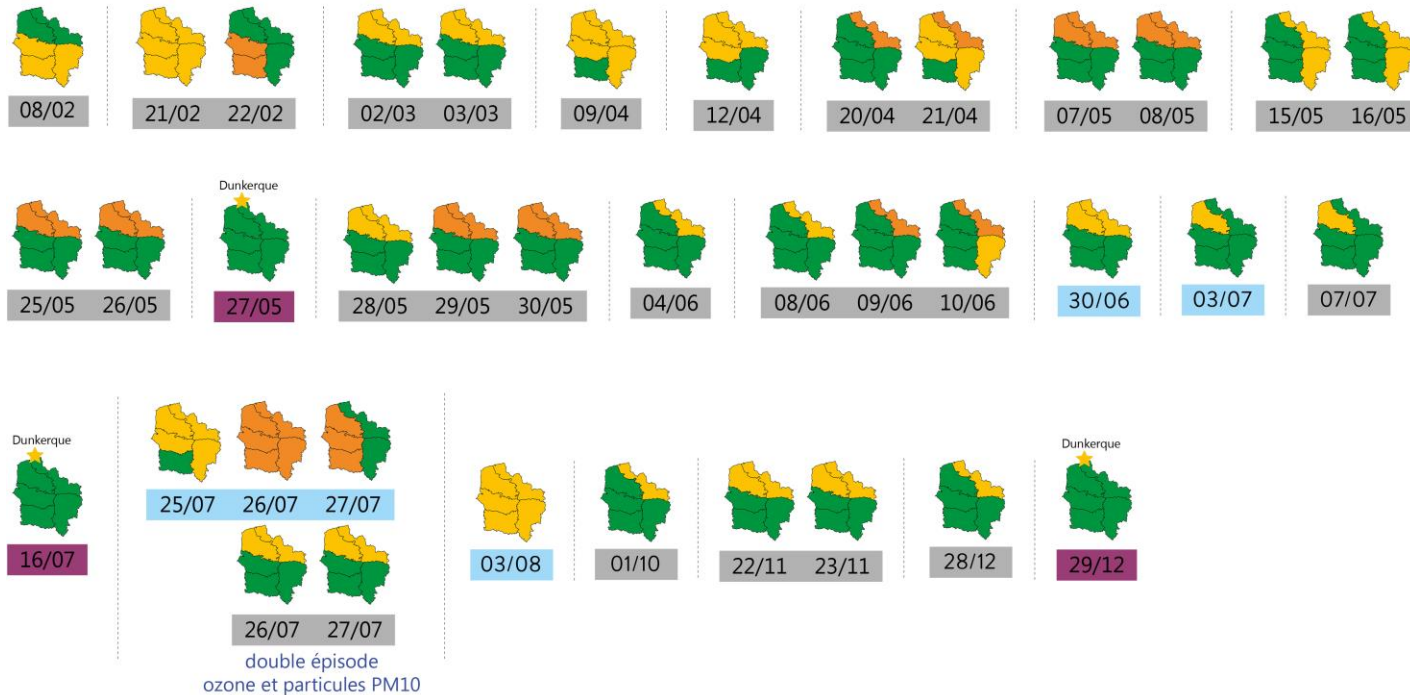 08/02 21/02 22/02 02/03 03/03 09/04 12/04 20/04 21/04 07/05 08/05 15/05 16/05
Dunkerque
25/05 26/05 27/05 28/05 29/05 30/05 04/06 08/06 09/06 10/06 30/06 03/07 07/07
Dunkerque
16/07
25/07 26/07 27/07
26/07 27/07
double épisode
ozone et particules PM10
03/08 01/10 22/11 23/11 28/12
Dunkerque
29/12